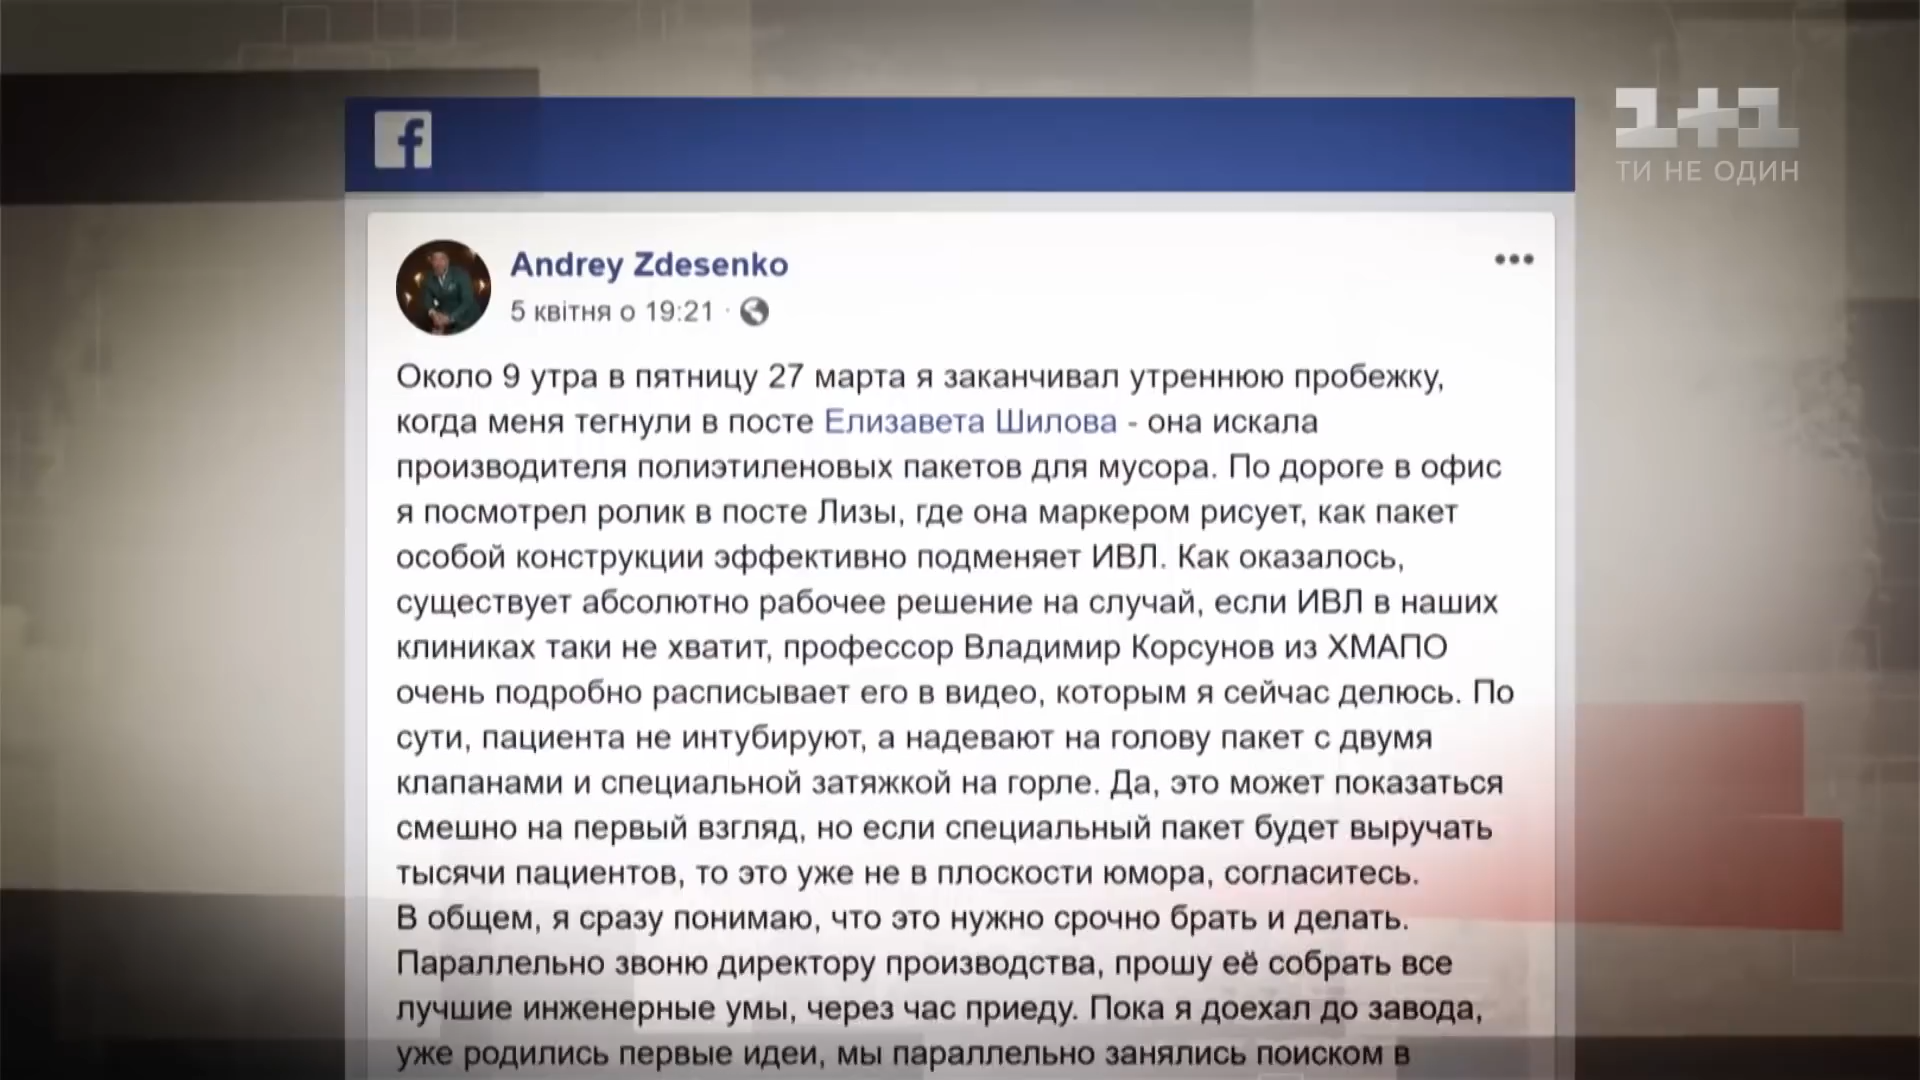 1+1
ТИ НЕ ОДИН
Andrey Zdesenko
5 квітня о 19:21 ·
Около 9 утра в пятницу 27 марта я заканчивал утреннюю пробежку,
когда меня тегнули в посте Елизавета Шилова - она искала
производителя полиэтиленовых пакетов для мусора. По дороге в офис
я посмотрел ролик в посте Лизы, где она маркером рисует, как пакет
особой конструкции эффективно подменяет ИВЛ. Как оказалось,
существует абсолютно рабочее решение на случай, если ИВЛ в наших
клиниках таки не хватит, профессор Владимир Корсунов из ХМАПО
очень подробно расписывает его в видео, которым я сейчас делюсь. По
сути, пациента не интубируют, а надевают на голову пакет с двумя
клапанами и специальной затяжкой на горле. Да, это может показаться
смешно на первый взгляд, но если специальный пакет будет выручать
тысячи пациентов, то это уже не в плоскости юмора, согласитесь.
В общем, я сразу понимаю, что это нужно срочно брать и делать.
Параллельно звоню директору производства, прошу её собрать все
лучшие инженерные умы, через час приеду. Пока я доехал до завода,
уже родились первые идеи, мы параллельно занялись поиском в